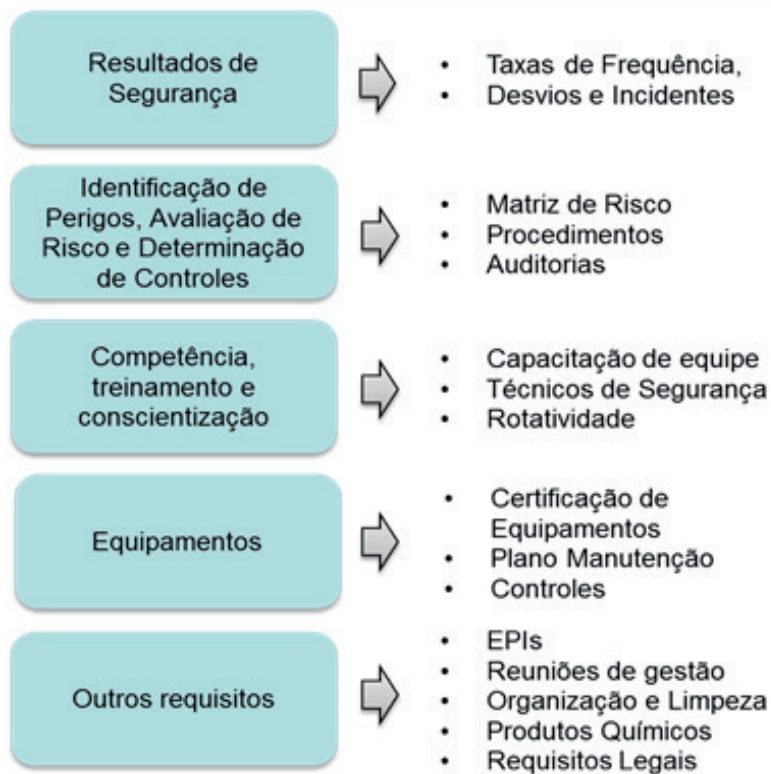 Resultados de
Segurança
• Taxas de Frequência,
• Desvios e Incidentes
Identificação de
Perigos, Avaliação de
Risco e Determinação
de Controles
• Matriz de Risco
• Procedimentos
• Auditorias
Competência,
treinamento e
conscientização
• Capacitação de equipe
• Técnicos de Segurança
• Rotatividade
Equipamentos
• Certificação de
Equipamentos
• Plano Manutenção
• Controles
Outros requisitos
• EPIs
• Reuniões de gestão
• Organização e Limpeza
• Produtos Químicos
• Requisitos Legais